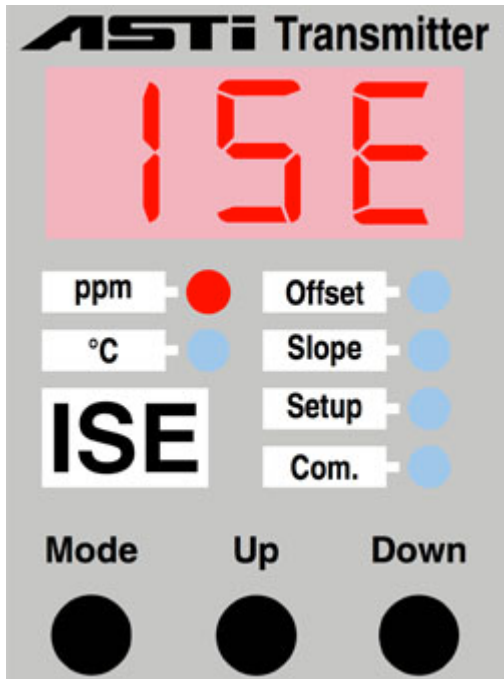 ASTi Transmitter
ISE
ppm
Offset
°C
Slope
ISE
Setup
Com.
Mode Up Down